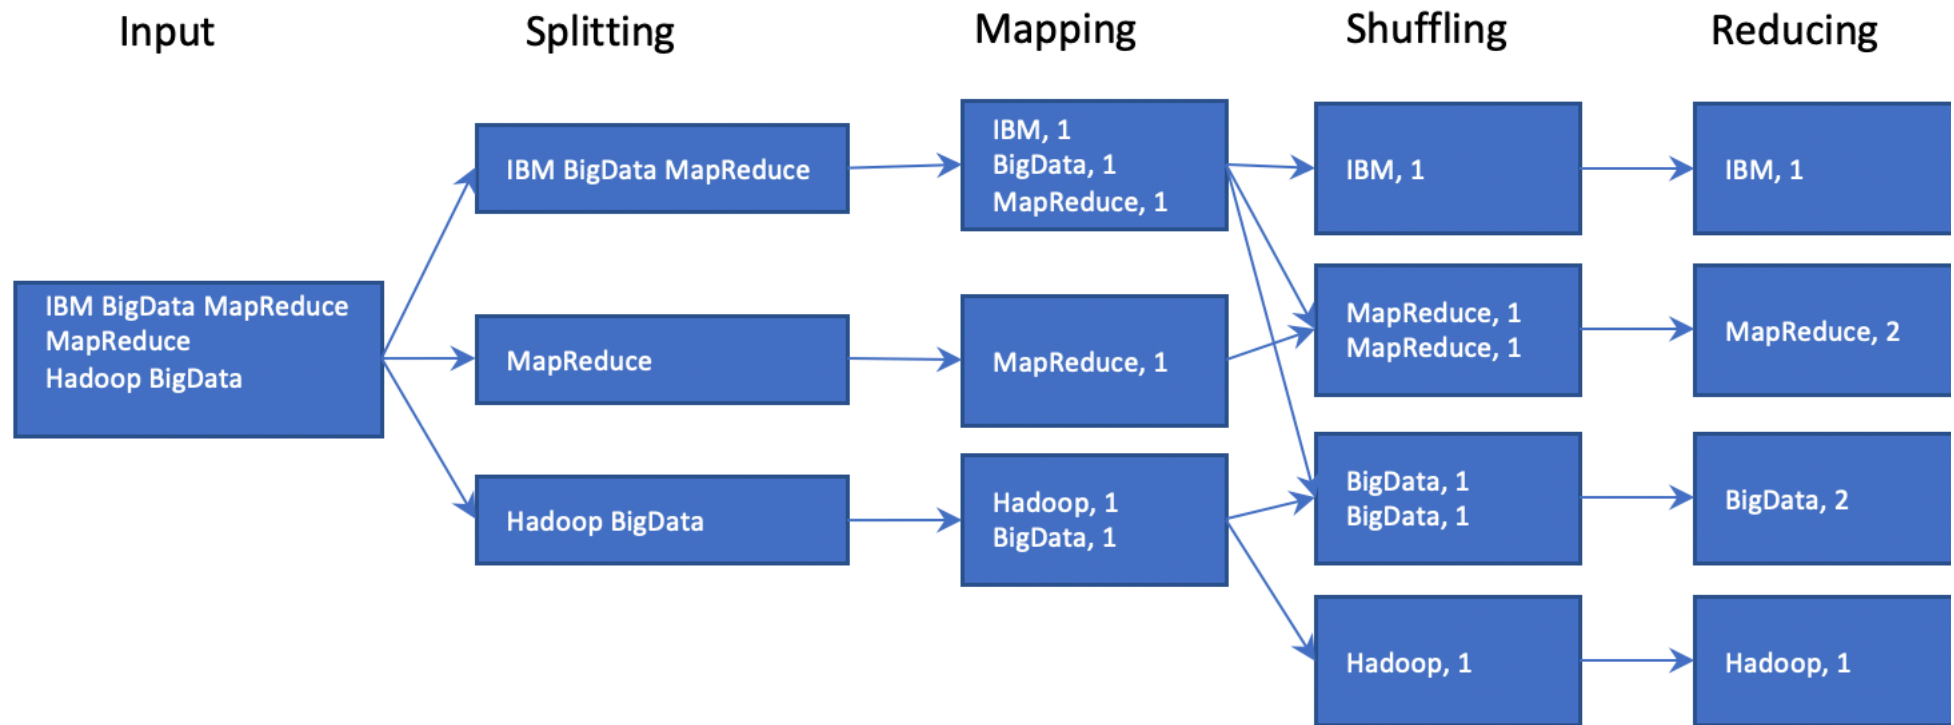 Input
Splitting
Mapping
Shuffling
Reducing
IBM BigData MapReduce
MapReduce
Hadoop BigData
IBM BigData MapReduce
MapReduce
Hadoop BigData
IBM, 1
BigData, 1
MapReduce, 1
MapReduce, 1
Hadoop, 1
BigData, 1
IBM, 1
MapReduce, 1
MapReduce, 1
BigData, 1
BigData, 1
Hadoop, 1
IBM, 1
MapReduce, 2
BigData, 2
Hadoop, 1